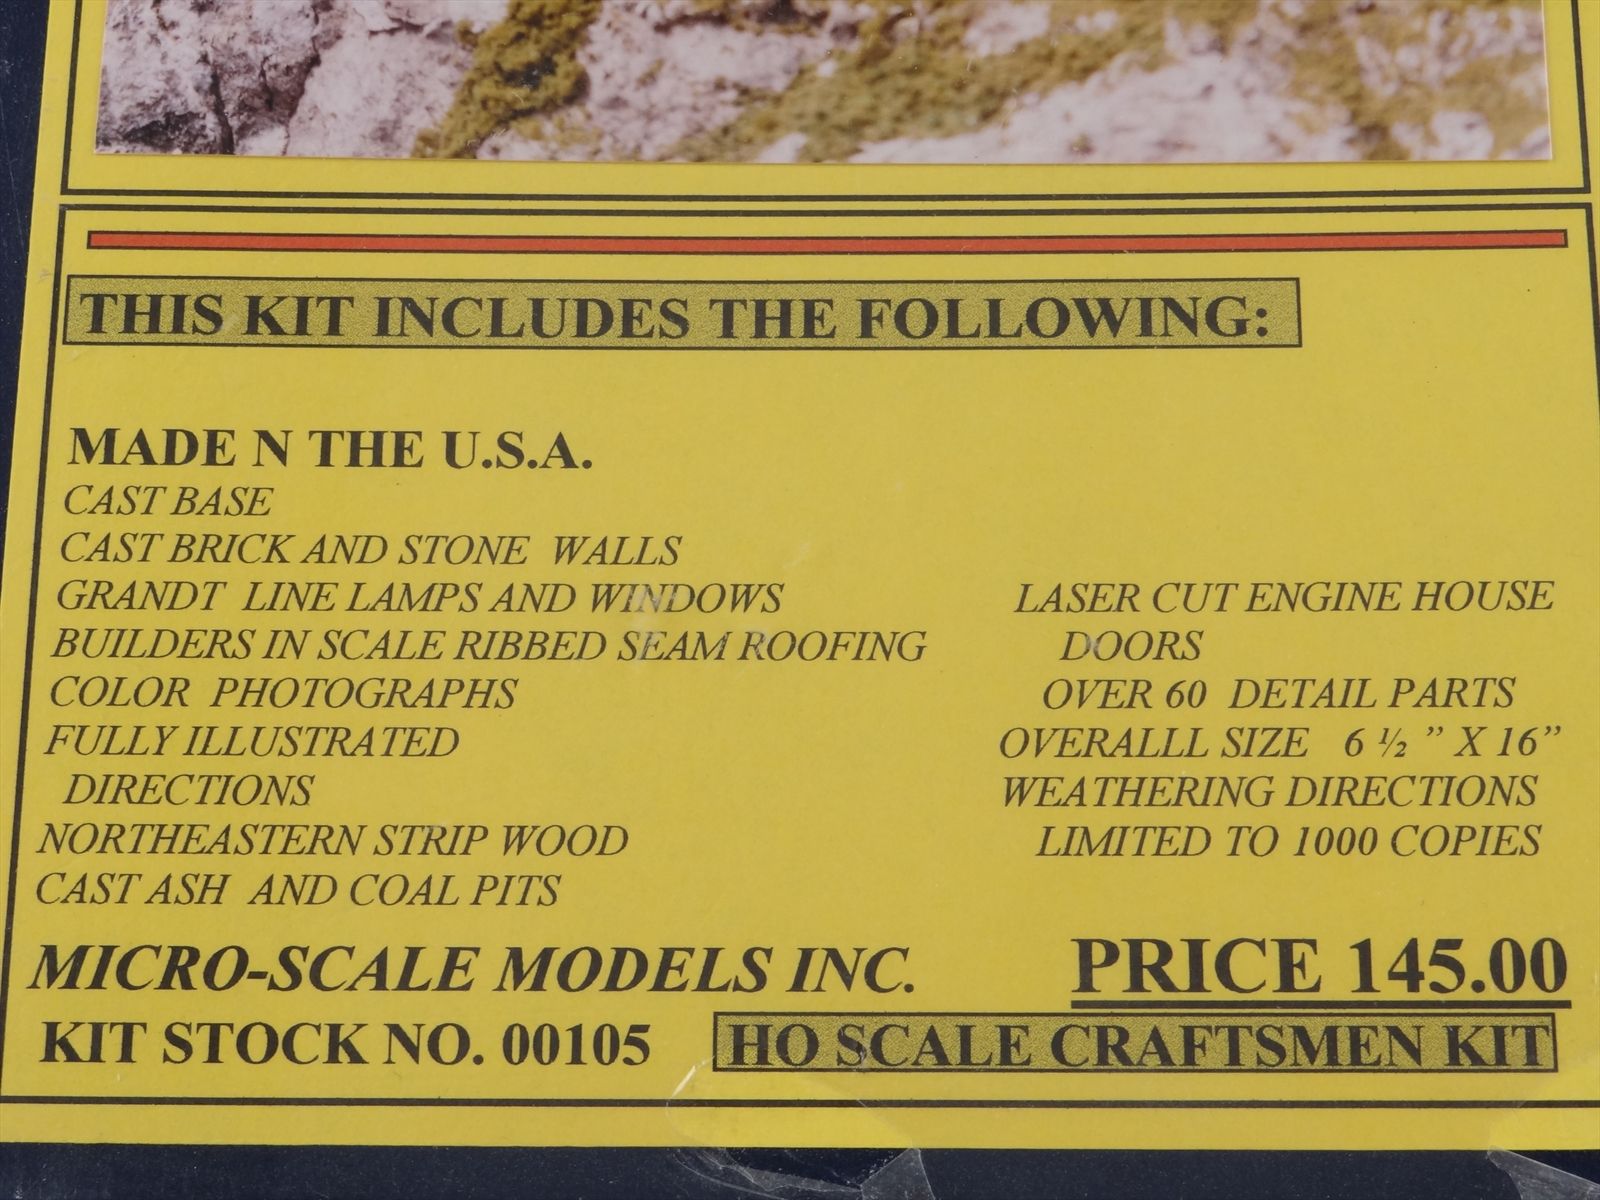 THIS KIT INCLUDES THE FOLLOWING:
MADE N THE U.S.A.
CAST BASE
CAST BRICK AND STONE WALLS
GRANDT LINE LAMPS AND WINDOWS
BUILDERS IN SCALE RIBBED SEAM ROOFING
COLOR PHOTOGRAPHS
FULLY ILLUSTRATED
DIRECTIONS
NORTHEASTERN STRIP WOOD
CAST ASH AND COAL PITS
LASER CUT ENGINE HOUSE
DOORS
OVER 60 DETAIL PARTS
OVERALLL SIZE 6 ½ ” X 16”
WEATHERING DIRECTIONS
LIMITED TO 1000 COPIES
MICRO-SCALE MODELS INC.
PRICE 145.00
KIT STOCK NO. 00105
HO SCALE CRAFTSMEN KIT